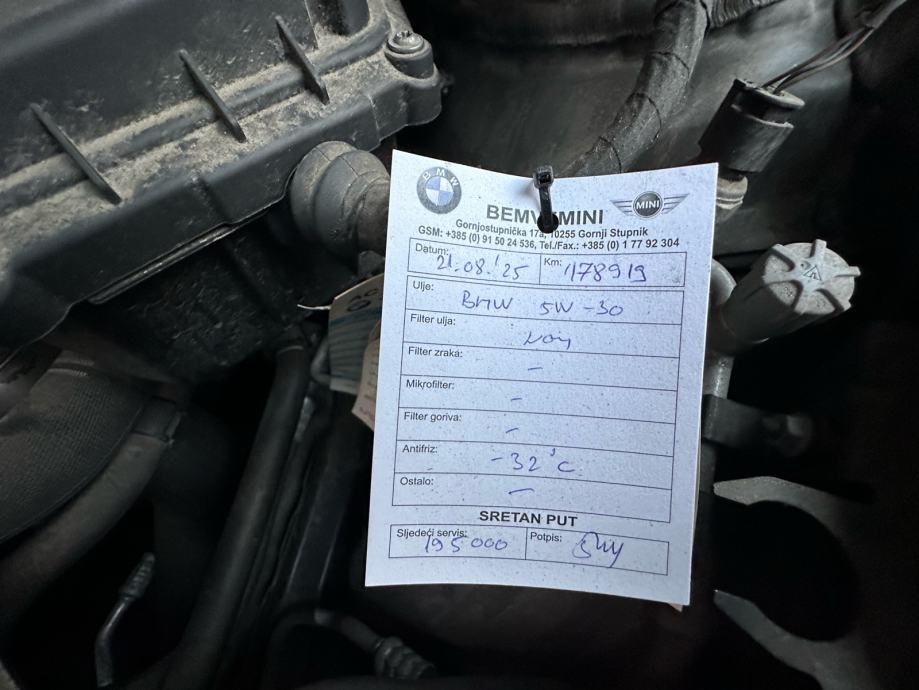 BMW
MINI
BEMV MINI
Gornjostupnička 17a, 10255 Gornji Stupnik
GSM: +385 (0) 91 50 24 536, Tel./Fax.: +385 (0) 1 77 92 304
Datum: 21.08.'25 Km: 178919
Ulje: BMW 5W-30
Filter ulja: novi
Filter zraka: -
Mikrofilter: -
Filter goriva: -
Antifriz: -32°C
Ostalo: -
SRETAN PUT
Sljedeći servis: 195000 Potpis: